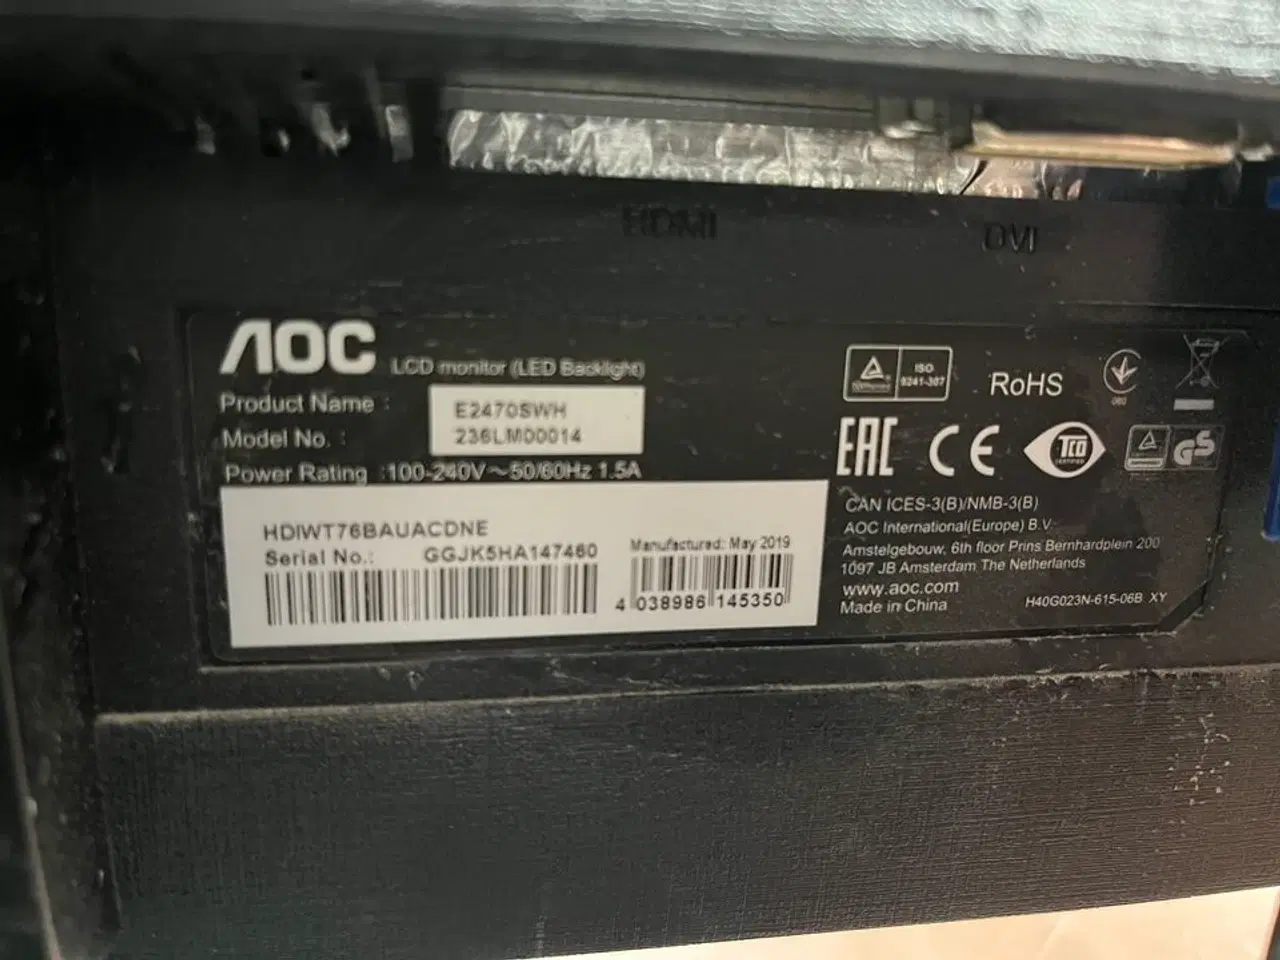 HDMI
DVI
AOC LCD monitor (LED Backlight)
Product Name : E2470SWH
Model No. : 236LM00014
Power Rating :100-240V～50/60Hz 1.5A
HDIWT76BAUACDNE
Serial No.: GGJK5HA147460
Manufactured: May 2019
4 038986 145350
ISO
9241-307
RoHS
EAC CE TCO
CERTIFIED
GS
CAN ICES-3(B)/NMB-3(B)
AOC International(Europe) B.V.
Amstelgebouw, 6th floor Prins Bernhardplein 200
1097 JB Amsterdam The Netherlands
www.aoc.com
Made in China
H40G023N-615-06B XY